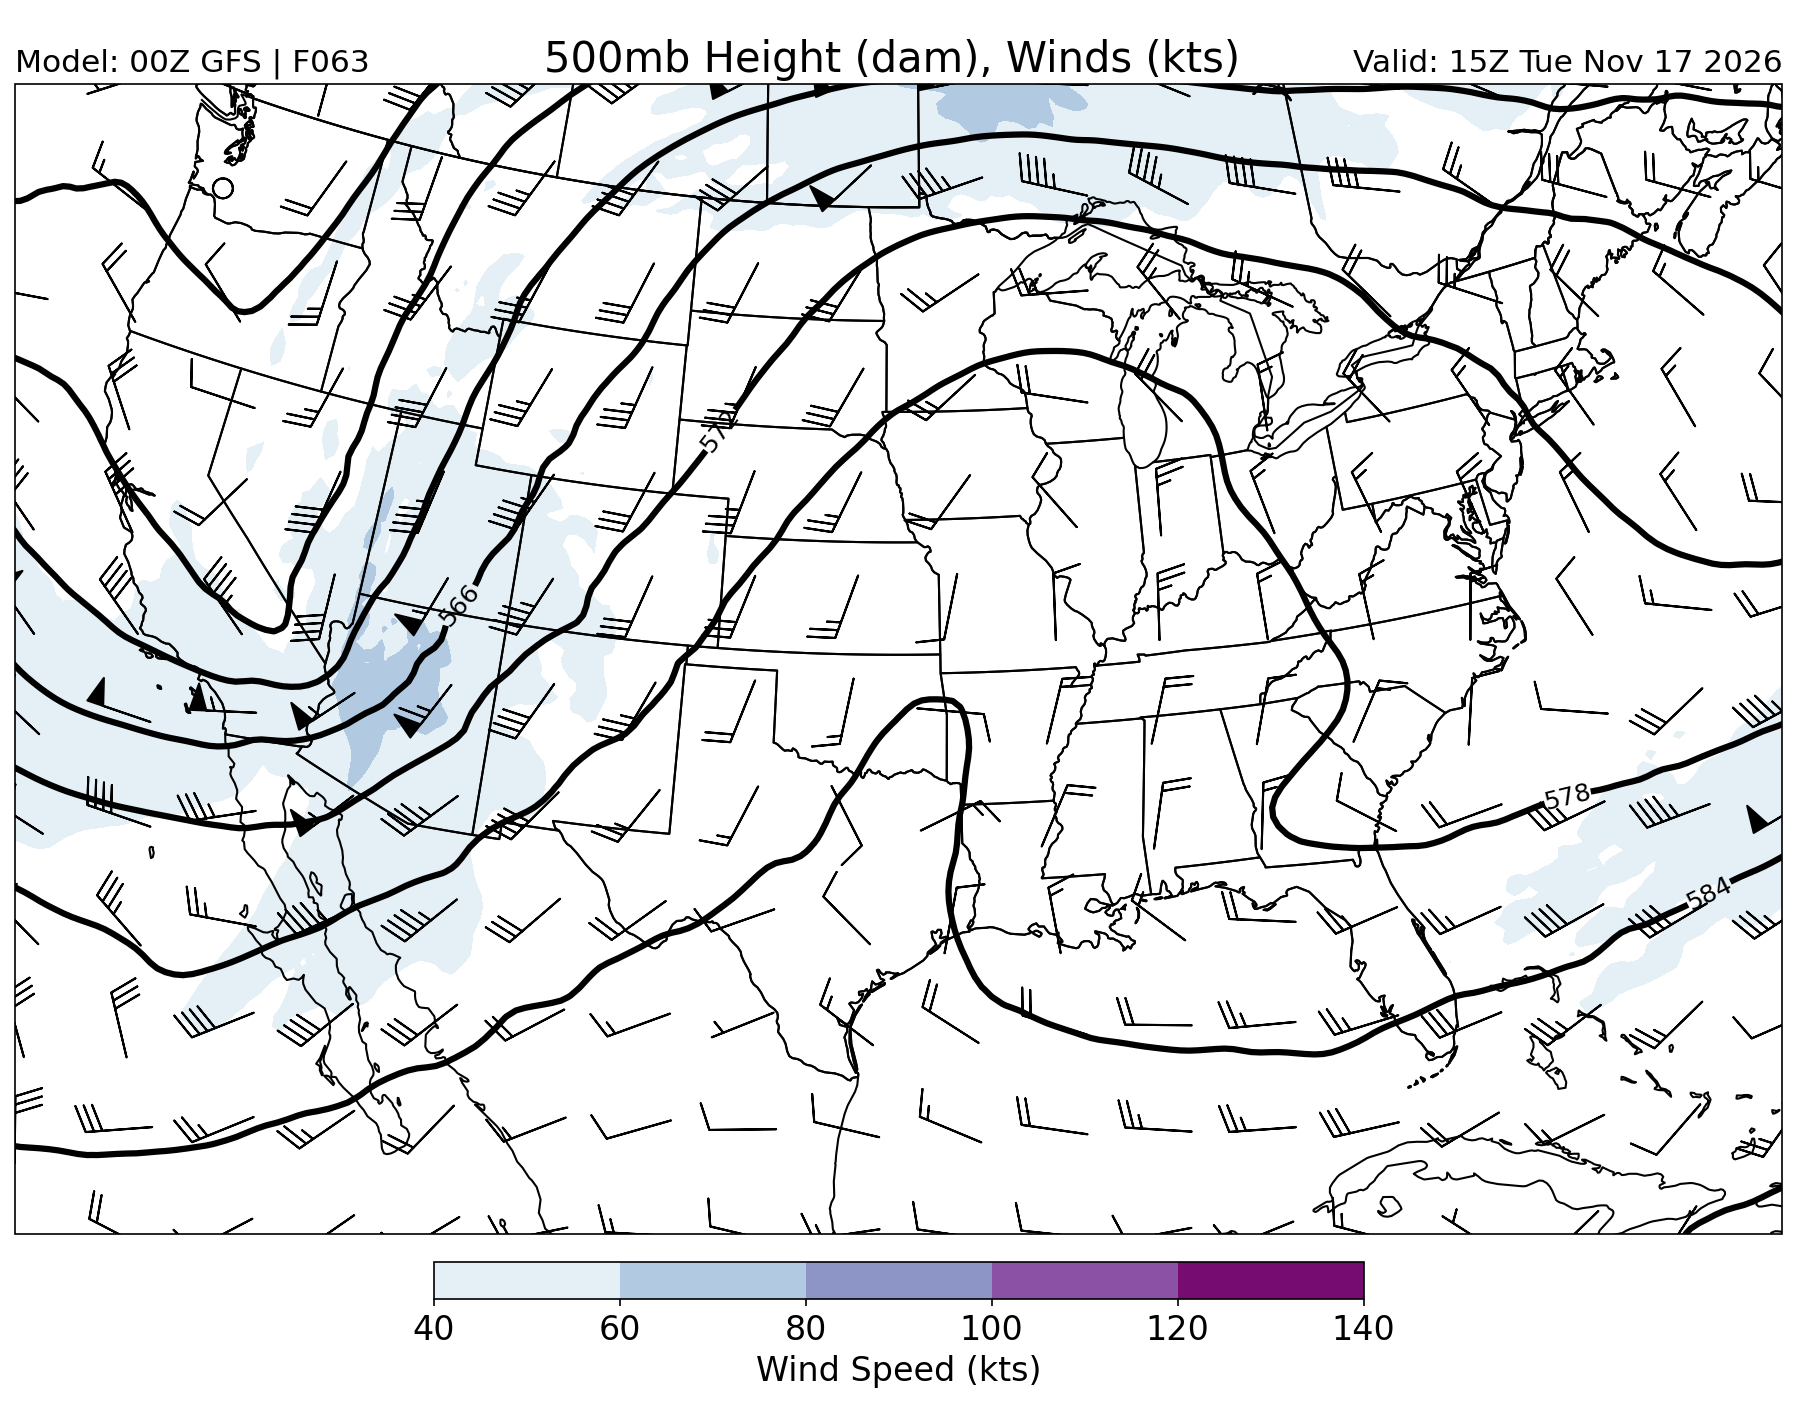 Model: 00Z GFS | F063
500mb Height (dam), Winds (kts)
Valid: 15Z Tue Nov 17 2026
572
566
578
584
40 60 80 100 120 140
Wind Speed (kts)